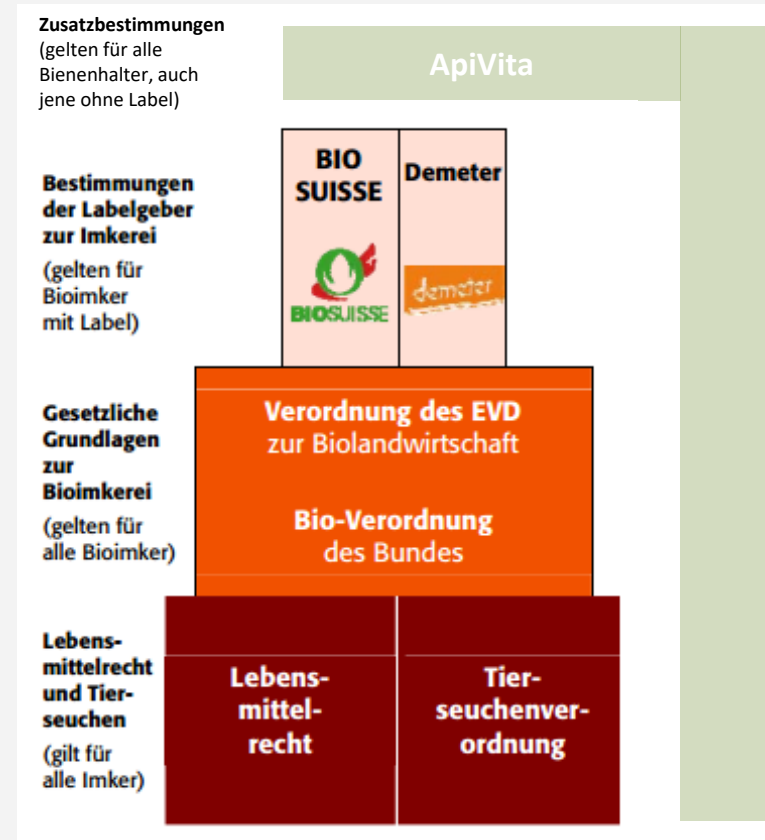 Zusatzbestimmungen
(gelten für alle
Bienenhalter, auch
jene ohne Label)
ApiVita
Bestimmungen
der Labelgeber
zur Imkerei
(gelten für
Bioimker
mit Label)
BIO
SUISSE
BIOSUISSE
Demeter
demeter
Gesetzliche
Grundlagen
zur
Bioimkerei
(gelten für
alle Bioimker)
Verordnung des EVD
zur Biolandwirtschaft
Bio-Verordnung
des Bundes
Lebens-
mittelrecht
und Tier-
seuchen
(gilt für
alle Imker)
Lebens-
mittel-
recht
Tier-
seuchenver-
ordnung